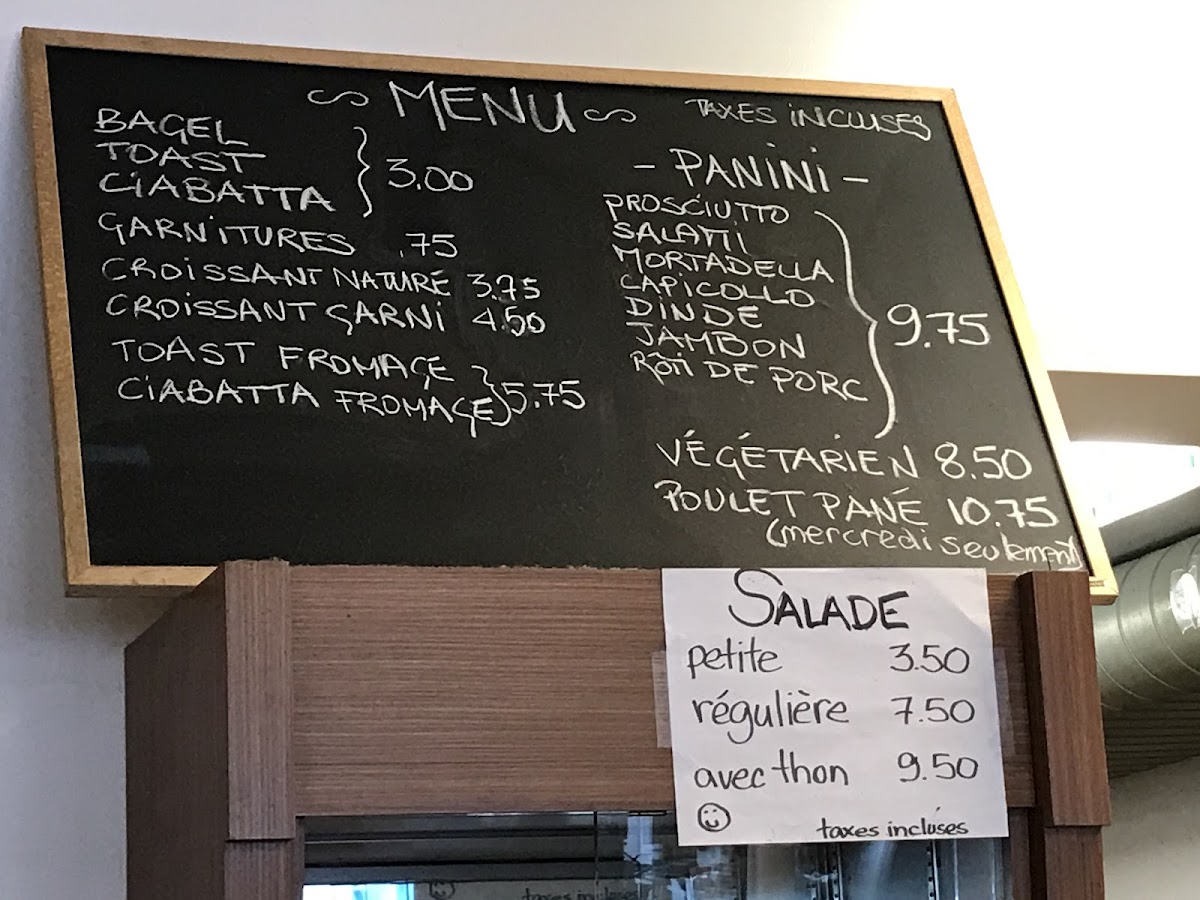 MENU
TAXES INCLUSES
BAGEL
TOAST
CIABATTA
3.00
GARNITURES .75
CROISSANT NATURE 3.75
CROISSANT GARNI 4.50
TOAST FROMAGE
CIABATTA FROMAGE
5.75
- PANINI -
PROSCIUTTO
SALAMI
MORTADELLA
CAPICOLLO
DINDE
JAMBON
RÔTI DE PORC
9.75
VÉGÉTARIEN 8.50
POULET PANÉ 10.75
(mercredi seulement)
SALADE
petite 3.50
régulière 7.50
avec thon 9.50
taxes incluses
taxes incluses